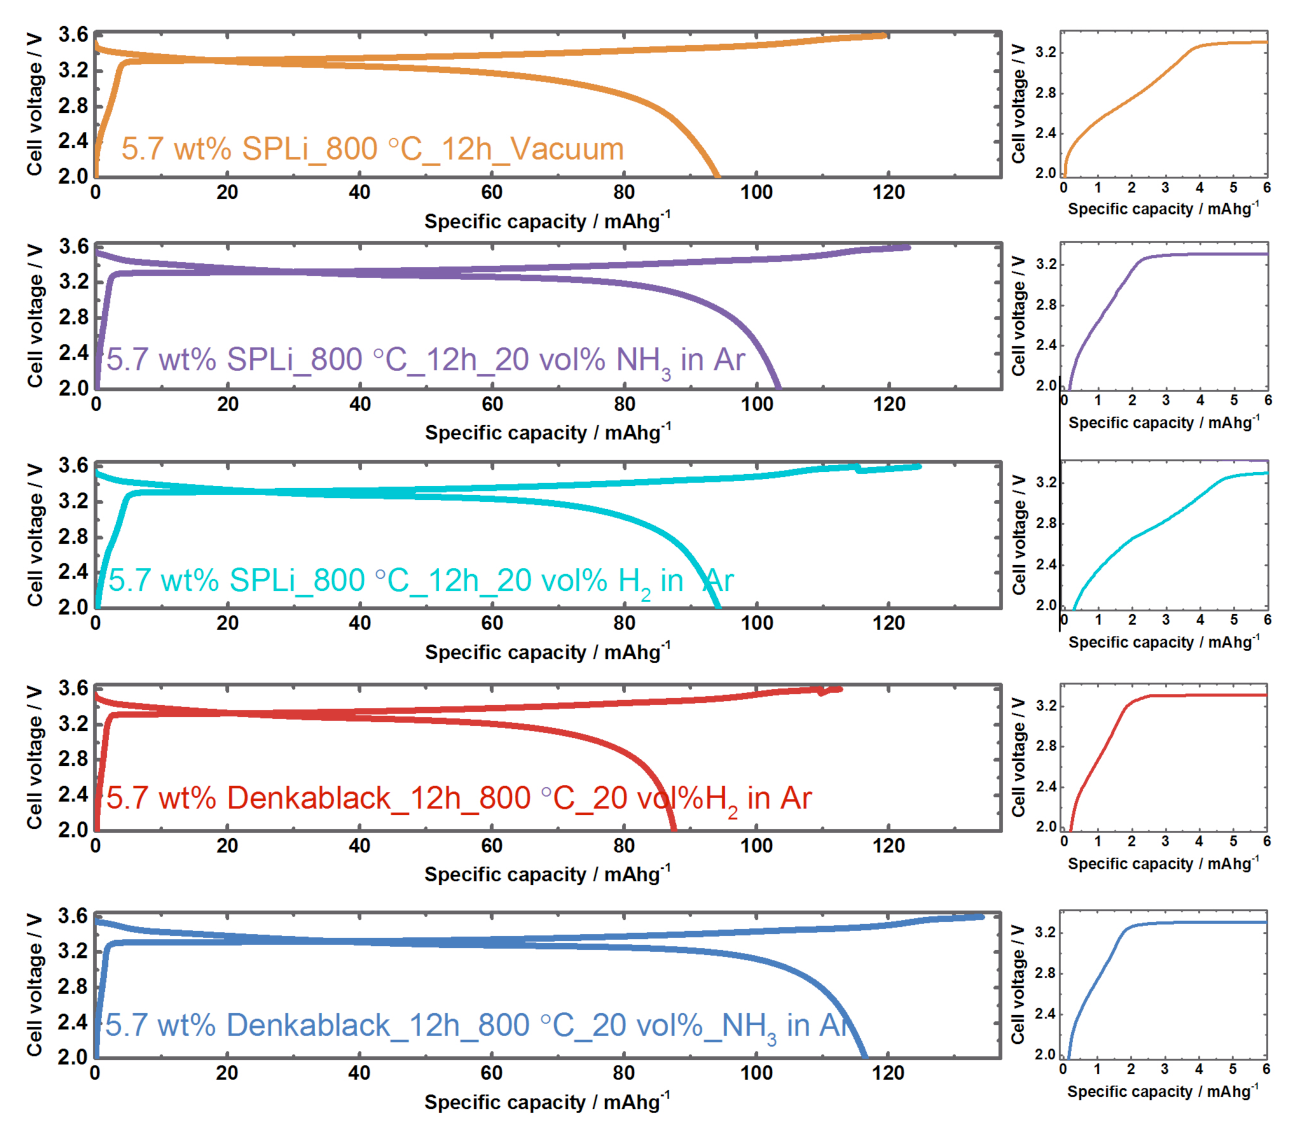 Cell voltage / V
3.6
3.2
2.8
2.4
2.0
5.7 wt% SPLi_800 °C_12h_Vacuum
0 20 40 60 80 100 120
Specific capacity / mAhg⁻¹
Cell voltage / V
3.2
2.8
2.4
2.0
0 1 2 3 4 5 6
Specific capacity / mAhg⁻¹
Cell voltage / V
3.6
3.2
2.8
2.4
2.0
5.7 wt% SPLi_800 °C_12h_20 vol% NH₃ in Ar
0 20 40 60 80 100 120
Specific capacity / mAhg⁻¹
Cell voltage / V
3.2
2.8
2.4
2.0
0 1 2 3 4 5 6
Specific capacity / mAhg⁻¹
Cell voltage / V
3.6
3.2
2.8
2.4
2.0
5.7 wt% SPLi_800 °C_12h_20 vol% H₂ in Ar
0 20 40 60 80 100 120
Specific capacity / mAhg⁻¹
Cell voltage / V
3.2
2.8
2.4
2.0
0 1 2 3 4 5 6
Specific capacity / mAhg⁻¹
Cell voltage / V
3.6
3.2
2.8
2.4
2.0
5.7 wt% Denkablack_12h_800 °C_20 vol%H₂ in Ar
0 20 40 60 80 100 120
Specific capacity / mAhg⁻¹
Cell voltage / V
3.2
2.8
2.4
2.0
0 1 2 3 4 5 6
Specific capacity / mAhg⁻¹
Cell voltage / V
3.6
3.2
2.8
2.4
2.0
5.7 wt% Denkablack_12h_800 °C_20 vol%_NH₃ in Ar
0 20 40 60 80 100 120
Specific capacity / mAhg⁻¹
Cell voltage / V
3.2
2.8
2.4
2.0
0 1 2 3 4 5 6
Specific capacity / mAhg⁻¹